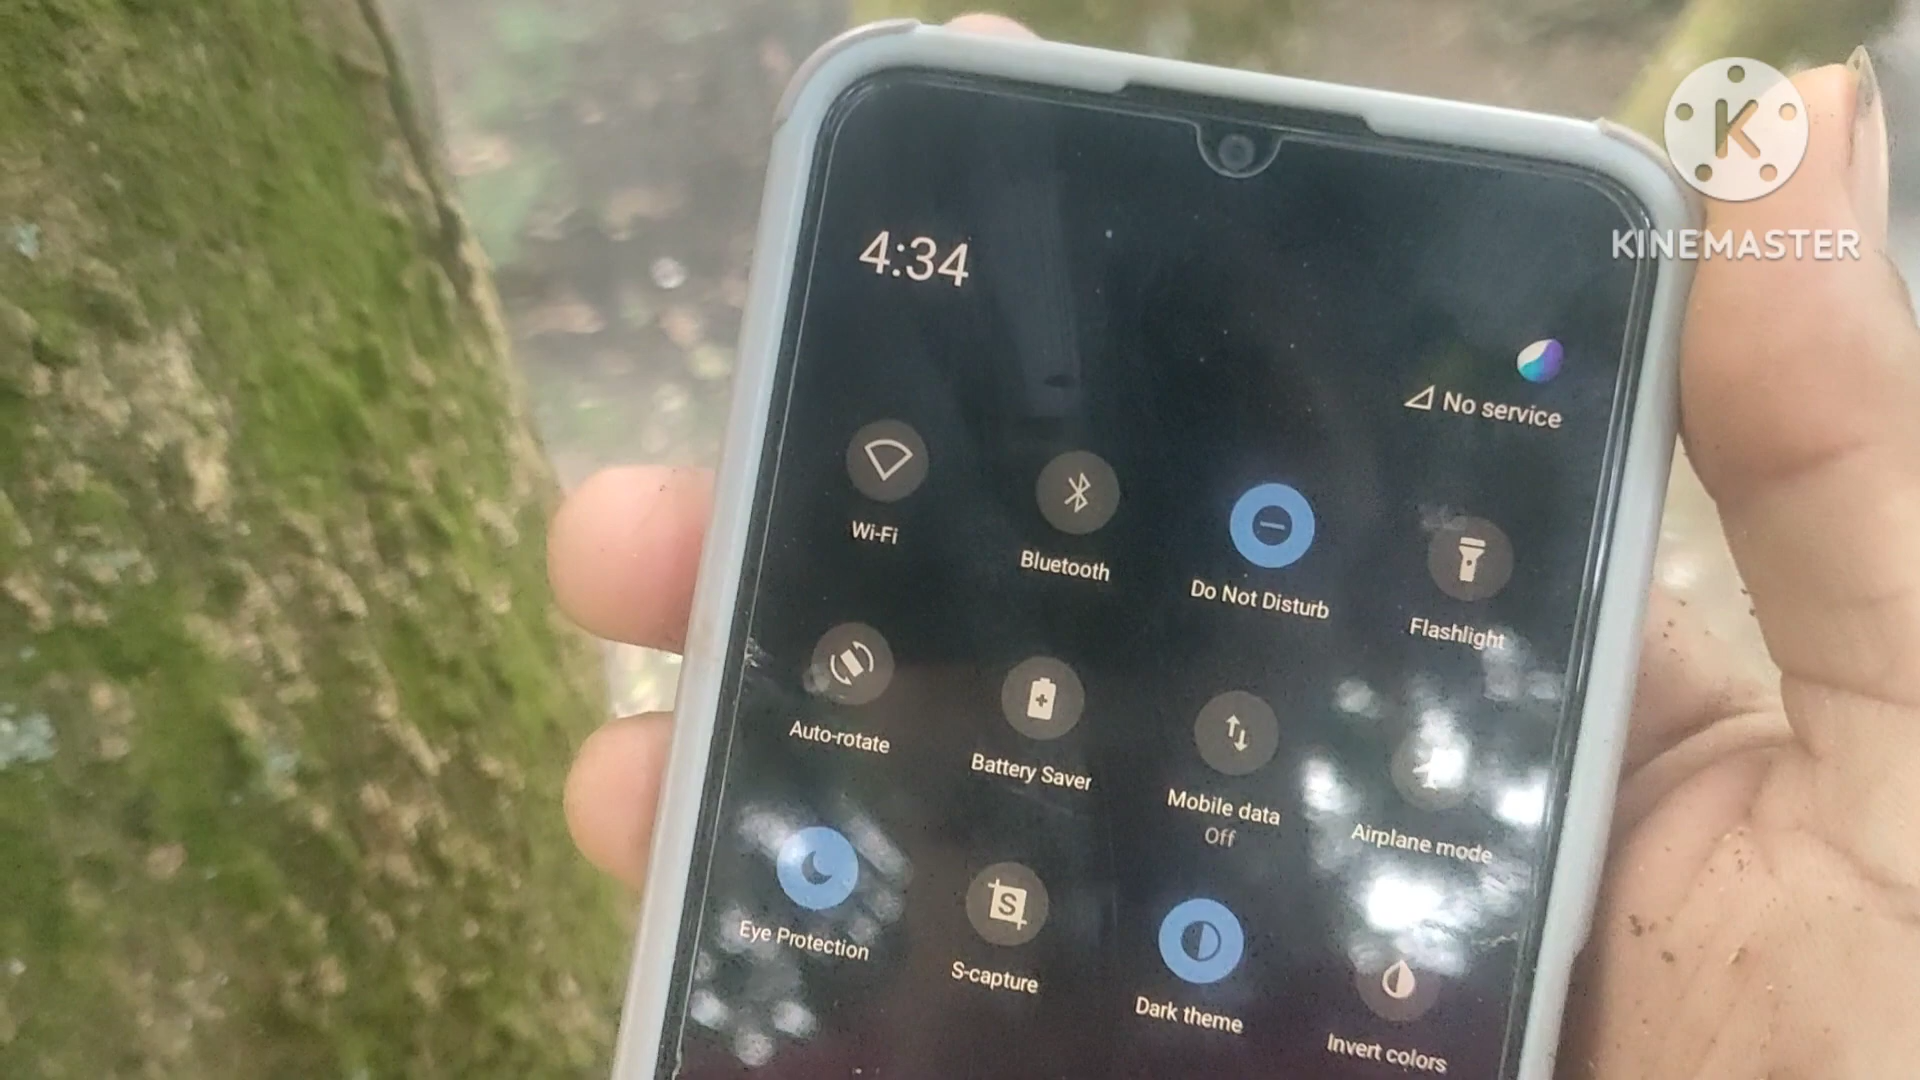 K
KINEMASTER
4:34
No service
Wi-Fi
Bluetooth
Do Not Disturb
Flashlight
Auto-rotate
Battery Saver
Mobile data
Off
Airplane mode
Eye Protection
S
S-capture
Dark theme
Invert colors